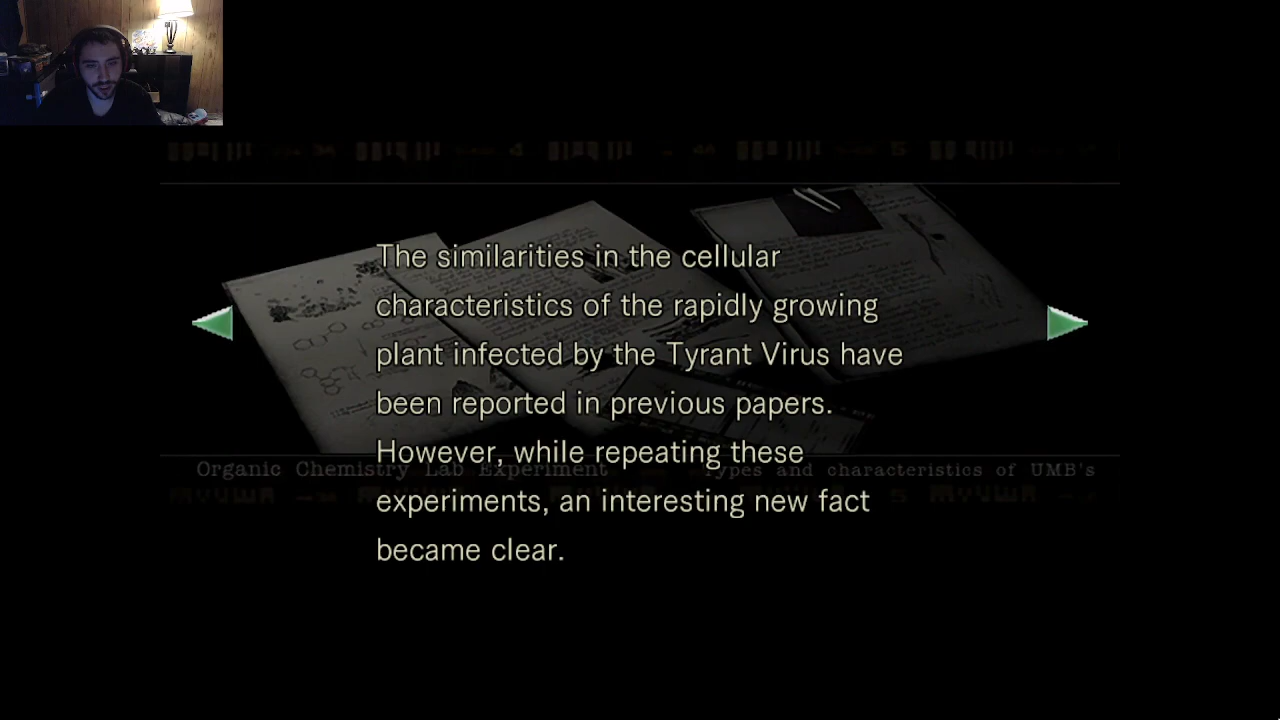 The similarities in the cellular
characteristics of the rapidly growing
plant infected by the Tyrant Virus have
been reported in previous papers.
However, while repeating these
experiments, an interesting new fact
became clear.
Organic Chemistry Lab Experiment
Types and characteristics of UMB's